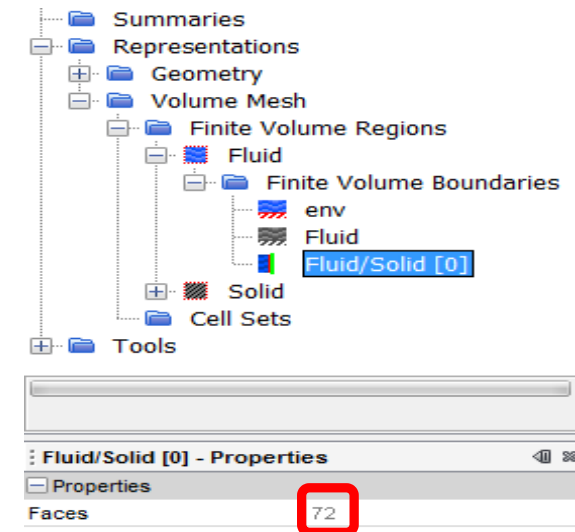 Summaries
Representations
Geometry
Volume Mesh
Finite Volume Regions
Fluid
Finite Volume Boundaries
env
Fluid
Fluid/Solid [0]
Solid
Cell Sets
Tools
Fluid/Solid [0] - Properties
Properties
Faces 72